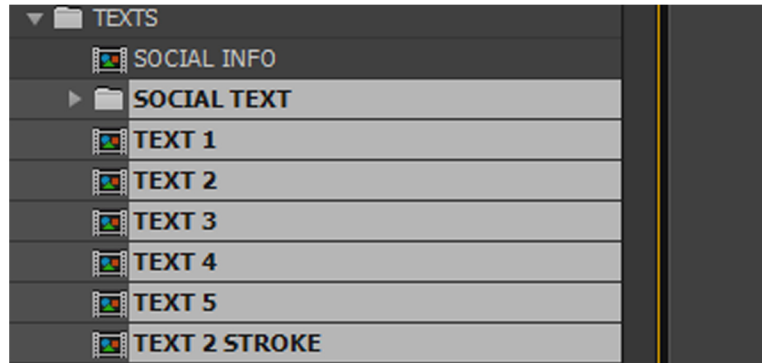 TEXTS
SOCIAL INFO
SOCIAL TEXT
TEXT 1
TEXT 2
TEXT 3
TEXT 4
TEXT 5
TEXT 2 STROKE